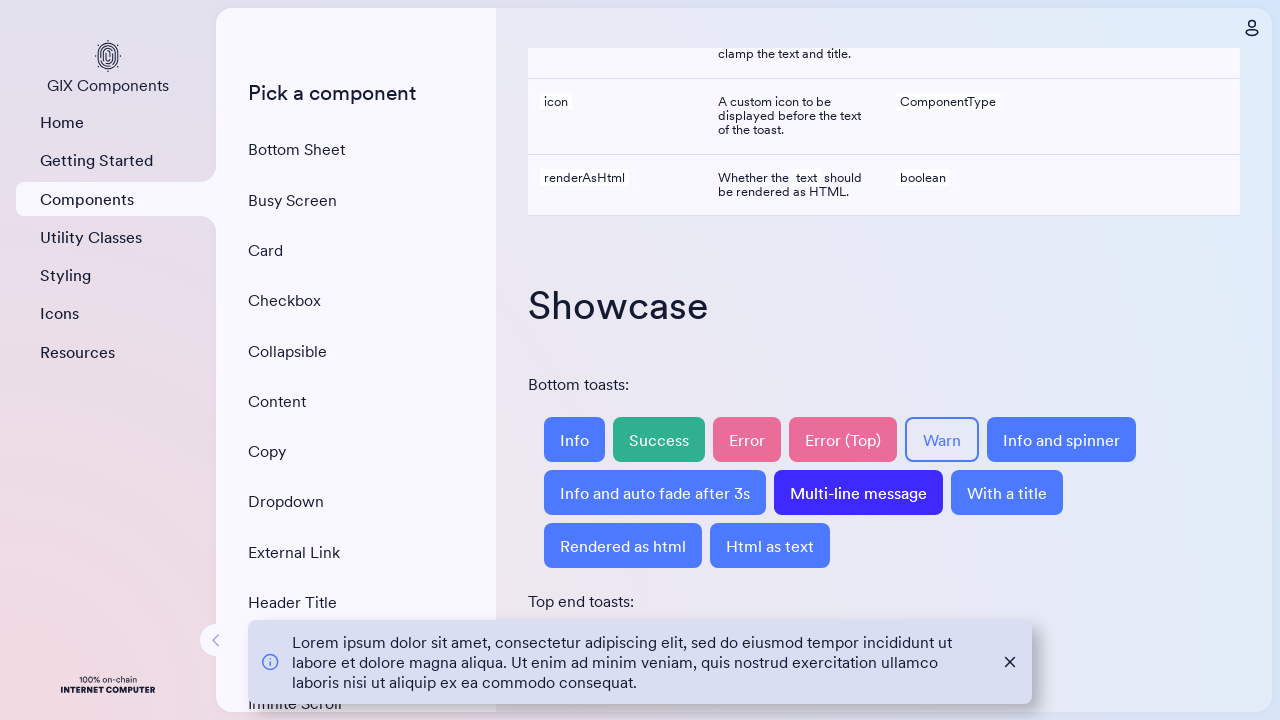 GIX Components
Home
Getting Started
Components
Utility Classes
Styling
Icons
Resources
100% on-chain
INTERNET COMPUTER
Pick a component
Bottom Sheet
Busy Screen
Card
Checkbox
Collapsible
Content
Copy
Dropdown
External Link
Header Title
Infinite Scroll
clamp the text and title.
icon
A custom icon to be
displayed before the text
of the toast.
ComponentType
renderAsHtml
Whether the text should
be rendered as HTML.
boolean
Showcase
Bottom toasts:
Info
Success
Error
Error (Top)
Warn
Info and spinner
Info and auto fade after 3s
Multi-line message
With a title
Rendered as html
Html as text
Top end toasts:
Lorem ipsum dolor sit amet, consectetur adipiscing elit, sed do eiusmod tempor incididunt ut
labore et dolore magna aliqua. Ut enim ad minim veniam, quis nostrud exercitation ullamco
laboris nisi ut aliquip ex ea commodo consequat.